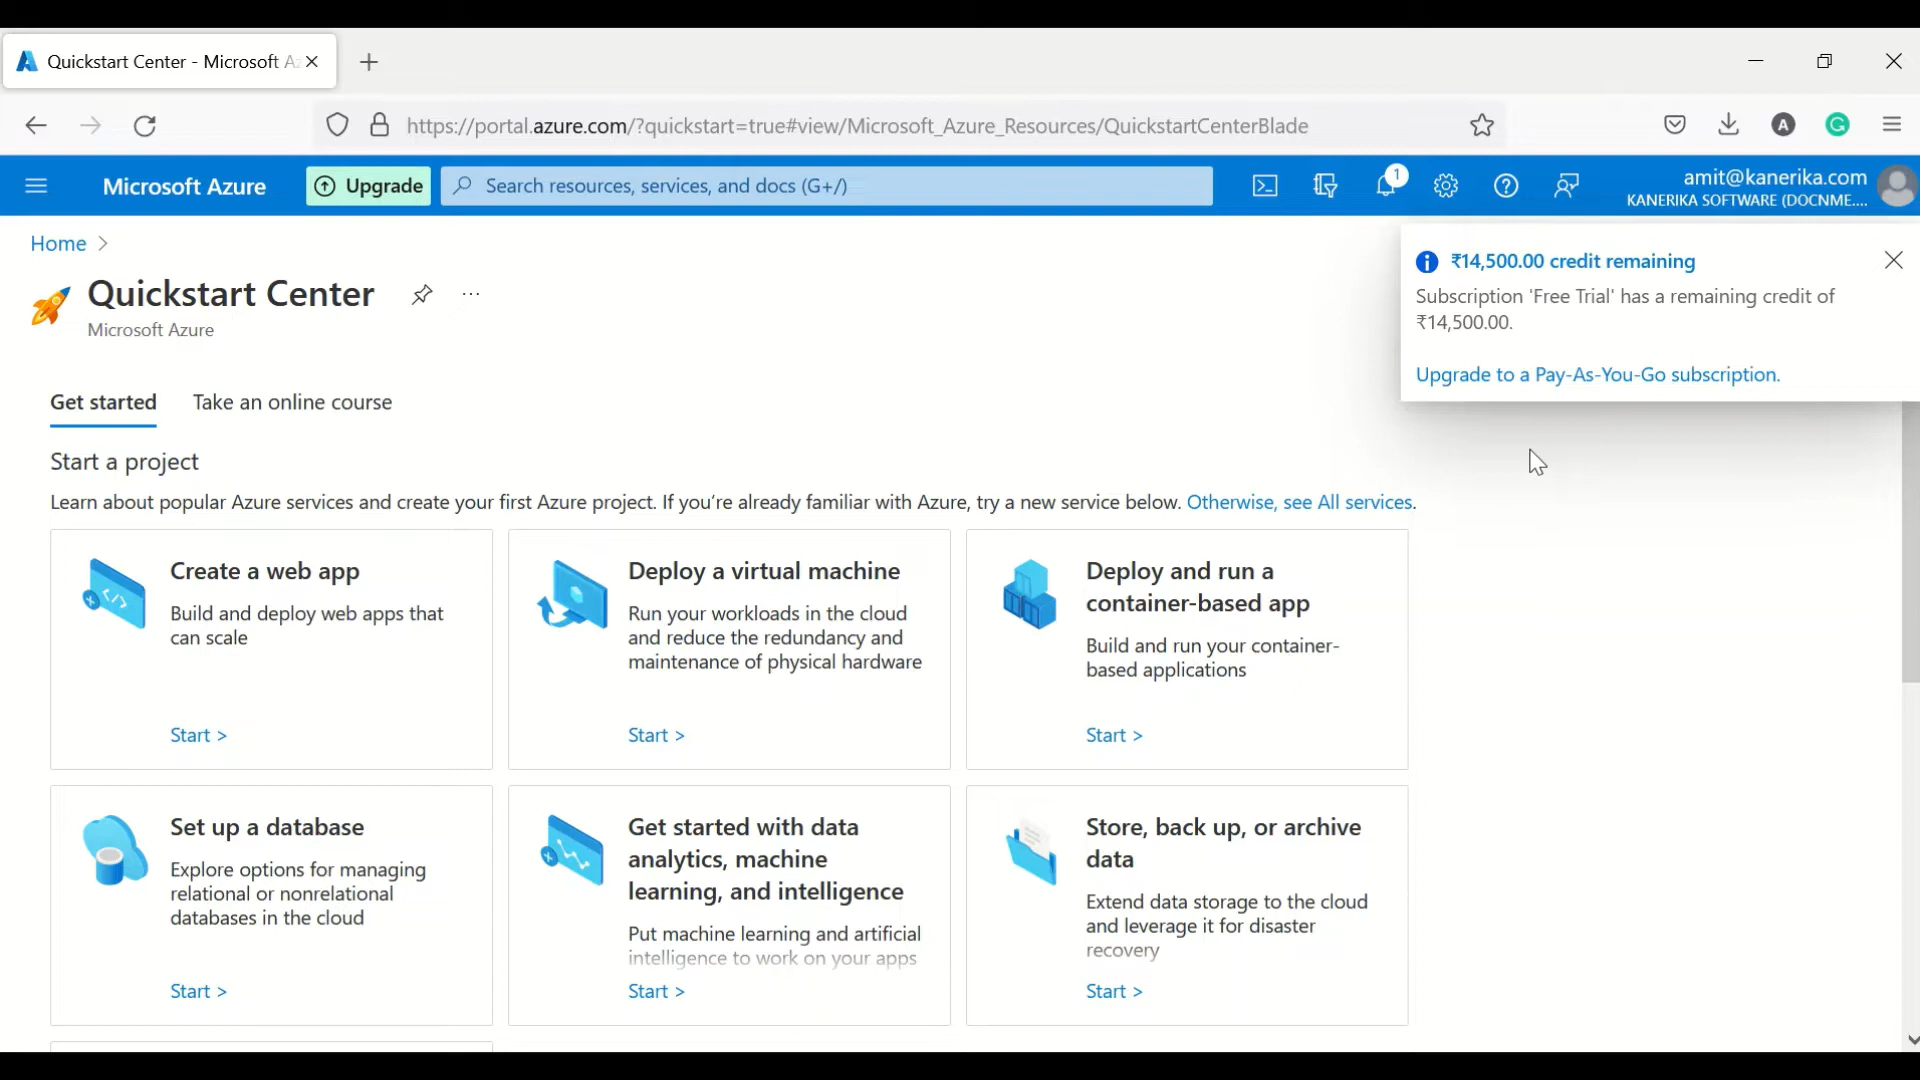 Quickstart Center - Microsoft Az
https://portal.azure.com/?quickstart=true#view/Microsoft_Azure_Resources/QuickstartCenterBlade
A
G
Microsoft Azure
Upgrade
Search resources, services, and docs (G+/)
1
amit@kanerika.com
KANERIKA SOFTWARE (DOCNME....
Home >
₹14,500.00 credit remaining
Subscription 'Free Trial' has a remaining credit of
₹14,500.00.
Upgrade to a Pay-As-You-Go subscription.
Quickstart Center
...
Microsoft Azure
Get started
Take an online course
Start a project
Learn about popular Azure services and create your first Azure project. If you’re already familiar with Azure, try a new service below. Otherwise, see All services.
Create a web app
Build and deploy web apps that
can scale
Start >
Deploy a virtual machine
Run your workloads in the cloud
and reduce the redundancy and
maintenance of physical hardware
Start >
Deploy and run a
container-based app
Build and run your container-
based applications
Start >
Set up a database
Explore options for managing
relational or nonrelational
databases in the cloud
Start >
Get started with data
analytics, machine
learning, and intelligence
Put machine learning and artificial
intelligence to work on your apps
Start >
Store, back up, or archive
data
Extend data storage to the cloud
and leverage it for disaster
recovery
Start >